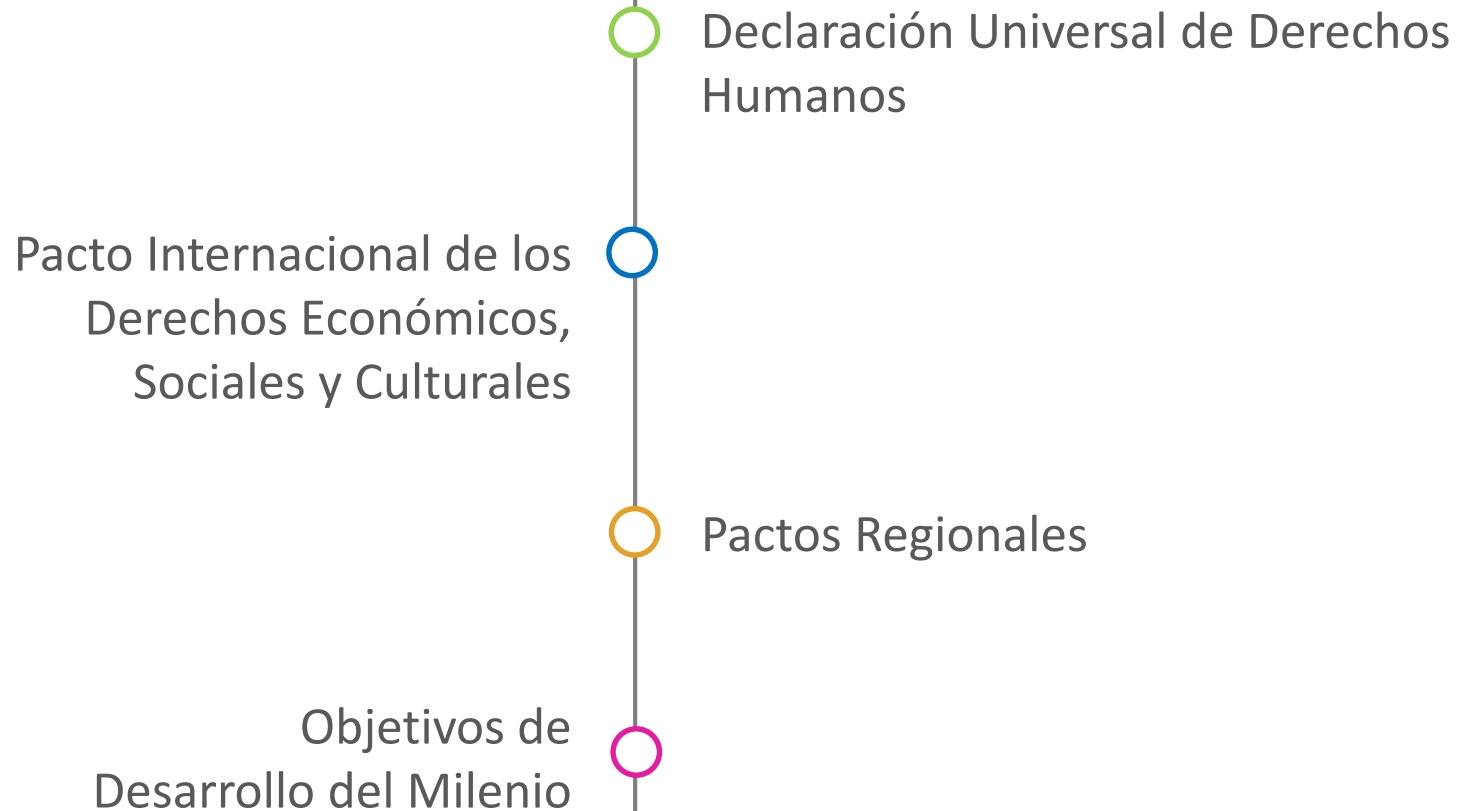 Declaración Universal de Derechos
Humanos
Pacto Internacional de los
Derechos Económicos,
Sociales y Culturales
Pactos Regionales
Objetivos de
Desarrollo del Milenio